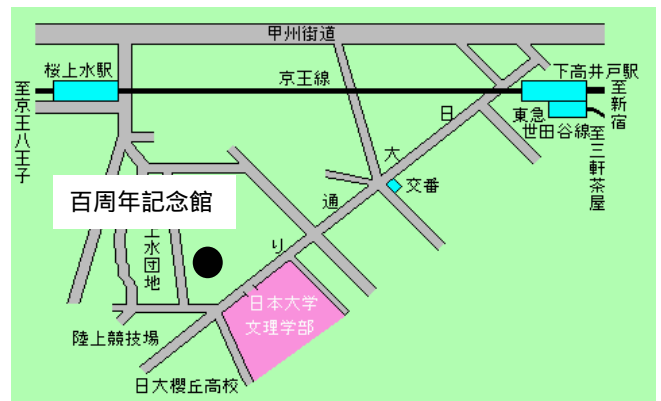 甲州街道
桜上水駅
京王線
下高井戸駅
至京王八王子
至新宿
東急
世田谷線
至三軒茶屋
日大通り
交番
百周年記念館
上水団地
日本大学
文理学部
陸上競技場
日大櫻丘高校